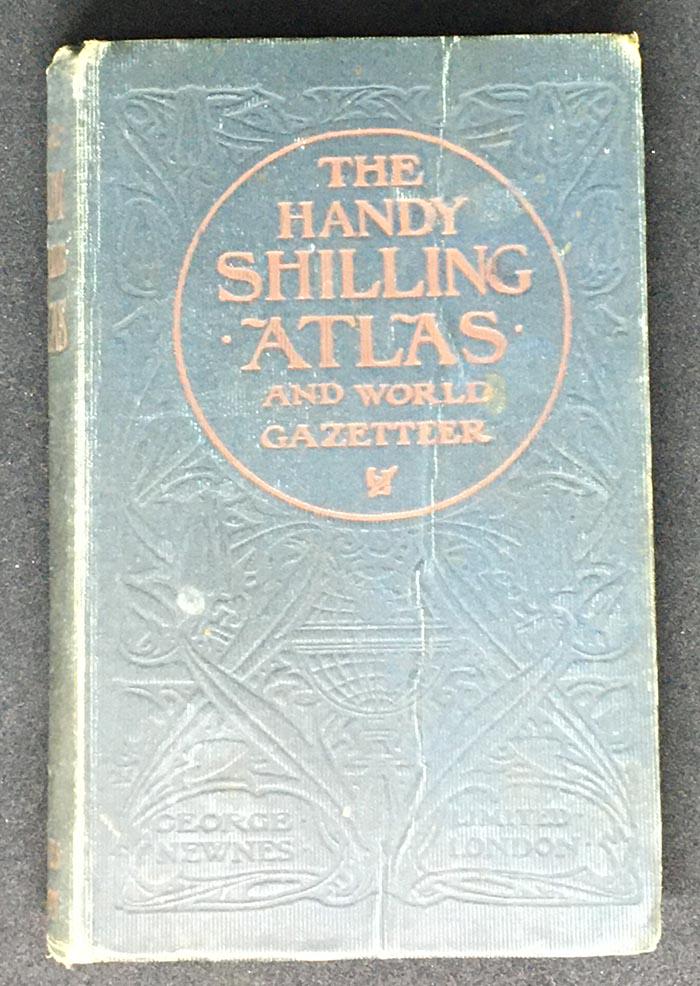 THE
HANDY
SHILLING
·ATLAS·
AND WORLD
GAZETTEER
GEORGE
NEWNES
LIMITED
LONDON